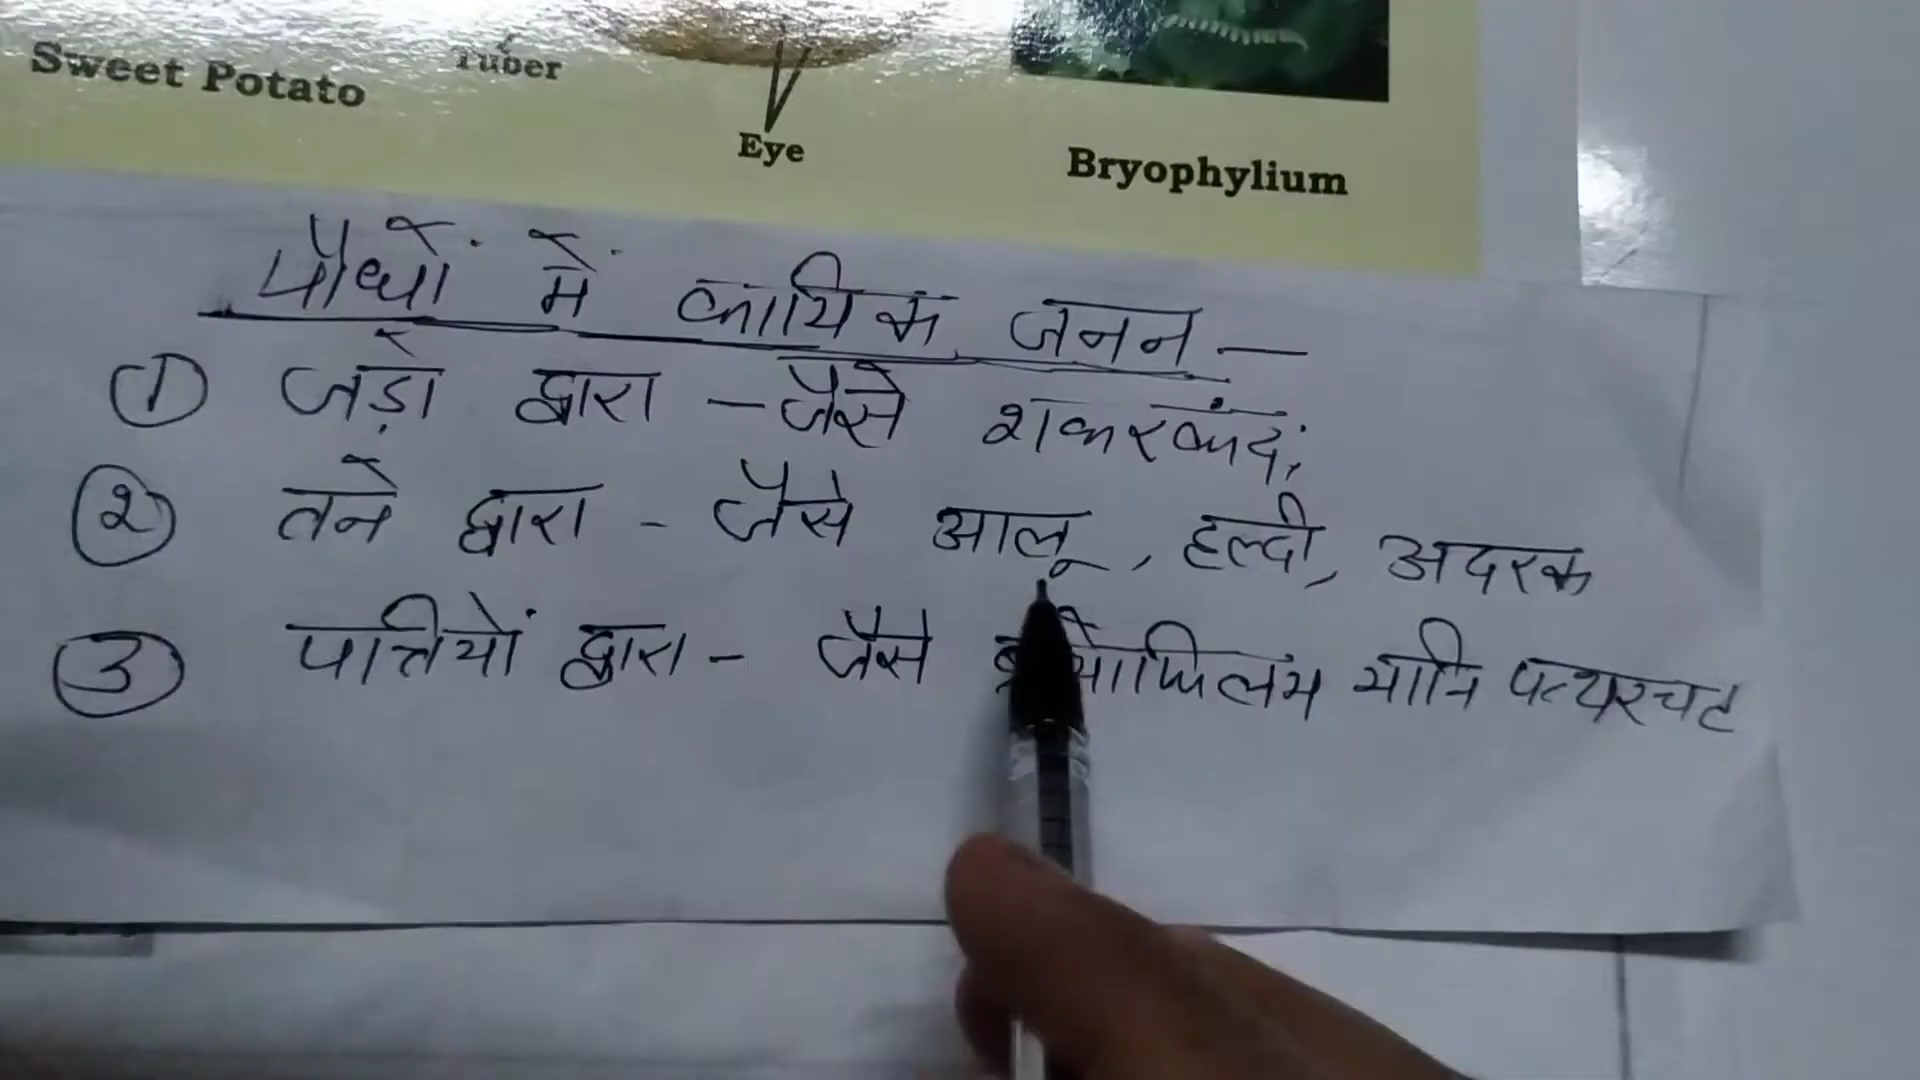 Sweet Potato
Tuber
Eye
Bryophylium
पौधों में कायिक जनन –
① जड़ो द्वारा – जैसे शकरकंद,
② तने द्वारा - जैसे आलू, हल्दी, अदरक
③ पत्तियों द्वारा - जैसे यानि पत्थरचट